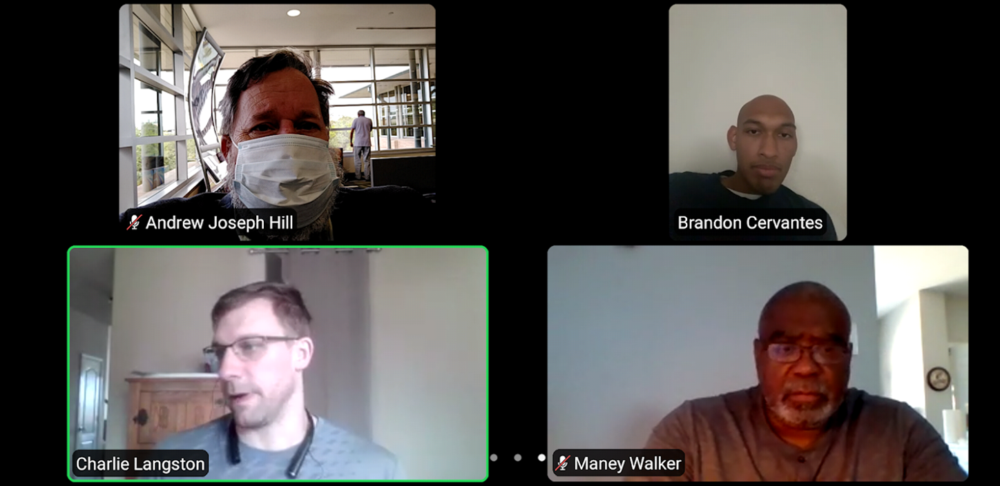 Andrew Joseph Hill
Brandon Cervantes
Charlie Langston
Maney Walker